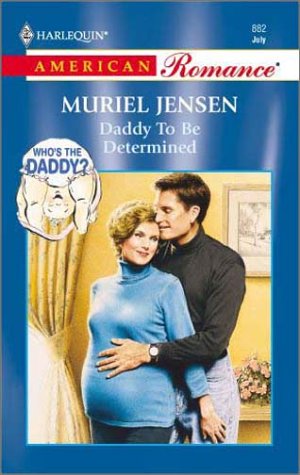 HARLEQUIN®
882
July
AMERICAN Romance®
MURIEL JENSEN
Daddy To Be
Determined
WHO'S THE
DADDY?